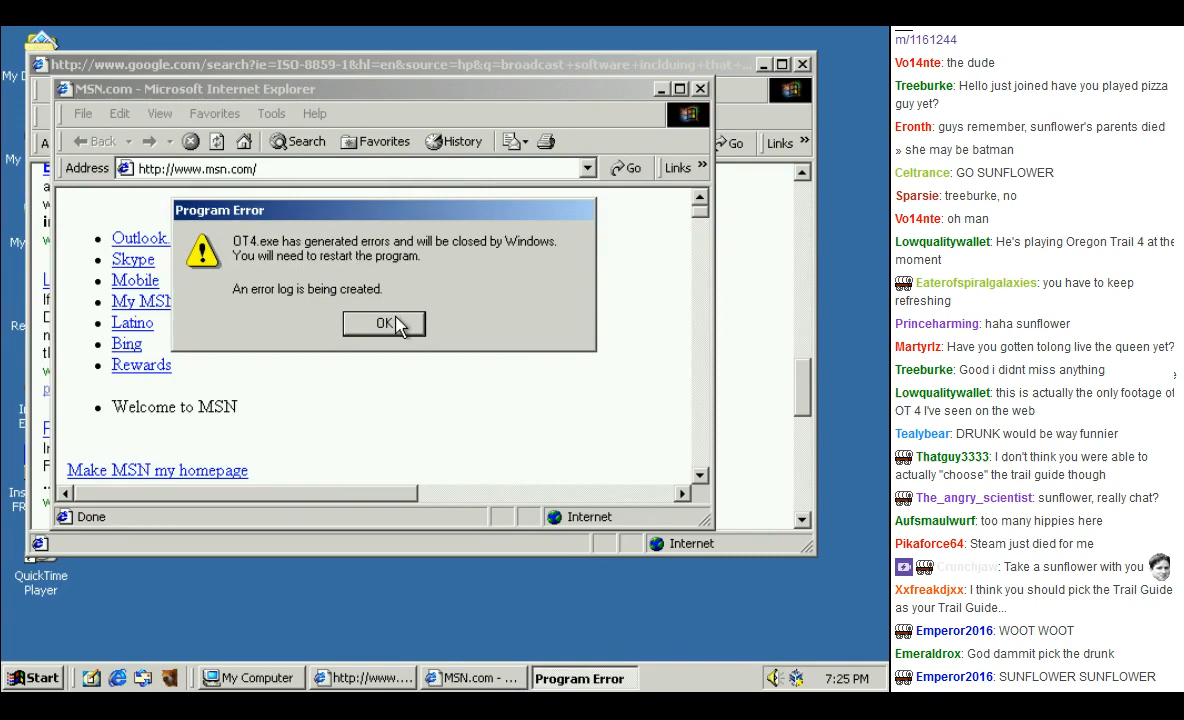 http://www.google.com/search?ie=ISO-8859-1&hl=en&source=hp&q=broadcast+software+inclduing+that+...
MSN.com - Microsoft Internet Explorer
File Edit View Favorites Tools Help
Back Search Favorites History
Address http://www.msn.com/ Go Links »
Go Links »
Program Error
OT4.exe has generated errors and will be closed by Windows.
You will need to restart the program.
An error log is being created.
OK
Outlook.
Skype
Mobile
My MSN
Latino
Bing
Rewards
Welcome to MSN
Make MSN my homepage
Done Internet
Internet
My D
My
My
Re
QuickTime
Player
Start My Computer http://www.... MSN.com - ... Program Error 7:25 PM
m/1161244
Vo14nte: the dude
Treeburke: Hello just joined have you played pizza
guy yet?
Eronth: guys remember, sunflower's parents died
» she may be batman
Celtrance: GO SUNFLOWER
Sparsie: treeburke, no
Vo14nte: oh man
Lowqualitywallet: He's playing Oregon Trail 4 at the
moment
Eaterofspiralgalaxies: you have to keep
refreshing
Princeharming: haha sunflower
Martyrlz: Have you gotten tolong live the queen yet?
Treeburke: Good i didnt miss anything
Lowqualitywallet: this is actually the only footage of
OT 4 I've seen on the web
Tealybear: DRUNK would be way funnier
Thatguy3333: I don't think you were able to
actually "choose" the trail guide though
The_angry_scientist: sunflower, really chat?
Aufsmaulwurf: too many hippies here
Pikaforce64: Steam just died for me
Crunchjaw: Take a sunflower with you
Xxfreakdjxx: I think you should pick the Trail Guide
as your Trail Guide...
Emperor2016: WOOT WOOT
Emeraldrox: God dammit pick the drunk
Emperor2016: SUNFLOWER SUNFLOWER